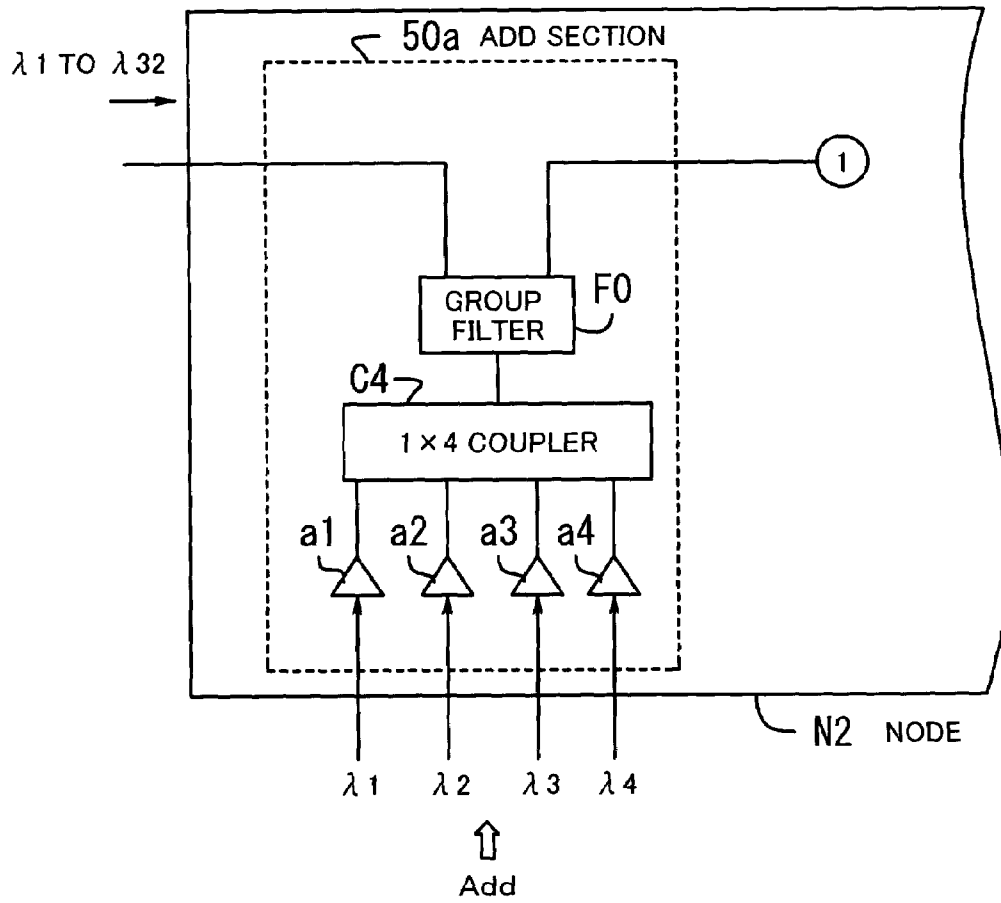 50a ADD SECTION
λ1 TO λ32
1
GROUP
FILTER
F0
C4
1×4 COUPLER
a1 a2 a3 a4
N2 NODE
λ1 λ2 λ3 λ4
Add